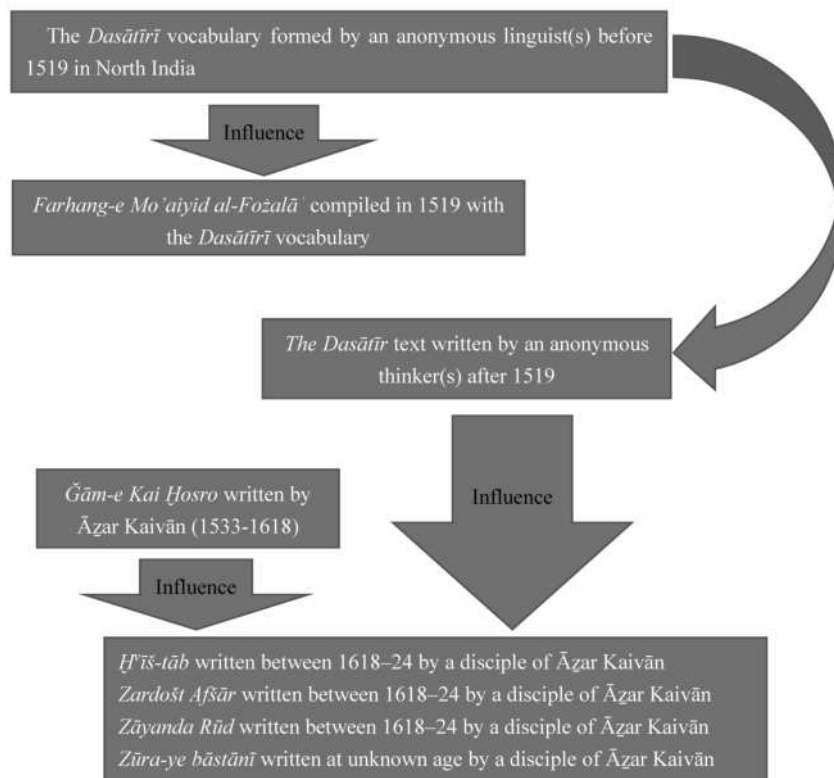 The Dasātīrī vocabulary formed by an anonymous linguist(s) before
1519 in North India
Influence
Farhang-e Mo’aiyid al-Fożalāʾ compiled in 1519 with
the Dasātīrī vocabulary
The Dasātīr text written by an anonymous
thinker(s) after 1519
Influence
Ǧām-e Kai Ḫosro written by
Āẕar Kaivān (1533-1618)
Influence
Ḫᵛīš-tāb written between 1618–24 by a disciple of Āẕar Kaivān
Zardošt Afšār written between 1618–24 by a disciple of Āẕar Kaivān
Zāyanda Rūd written between 1618–24 by a disciple of Āẕar Kaivān
Zūra-ye bāstānī written at unknown age by a disciple of Āẕar Kaivān